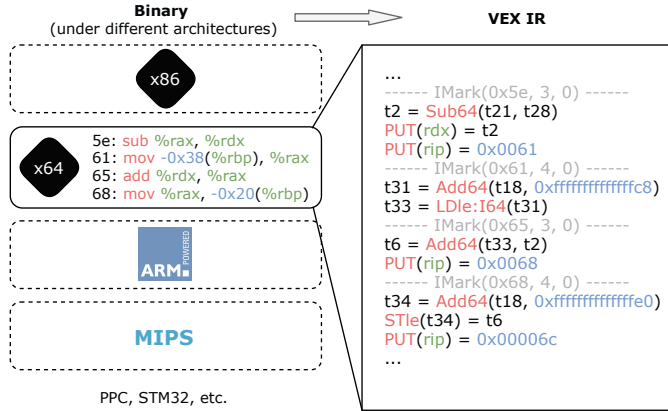 Binary
(under different architectures)
VEX IR
x86
x64
5e: sub %rax, %rdx
61: mov -0x38(%rbp), %rax
65: add %rdx, %rax
68: mov %rax, -0x20(%rbp)
ARM
POWERED
MIPS
PPC, STM32, etc.
...
------ IMark(0x5e, 3, 0) ------
t2 = Sub64(t21, t28)
PUT(rdx) = t2
PUT(rip) = 0x0061
------ IMark(0x61, 4, 0) ------
t31 = Add64(t18, 0xffffffffffffffc8)
t33 = LDle:I64(t31)
------ IMark(0x65, 3, 0) ------
t6 = Add64(t33, t2)
PUT(rip) = 0x0068
------ IMark(0x68, 4, 0) ------
t34 = Add64(t18, 0xffffffffffffffe0)
STle(t34) = t6
PUT(rip) = 0x00006c
...